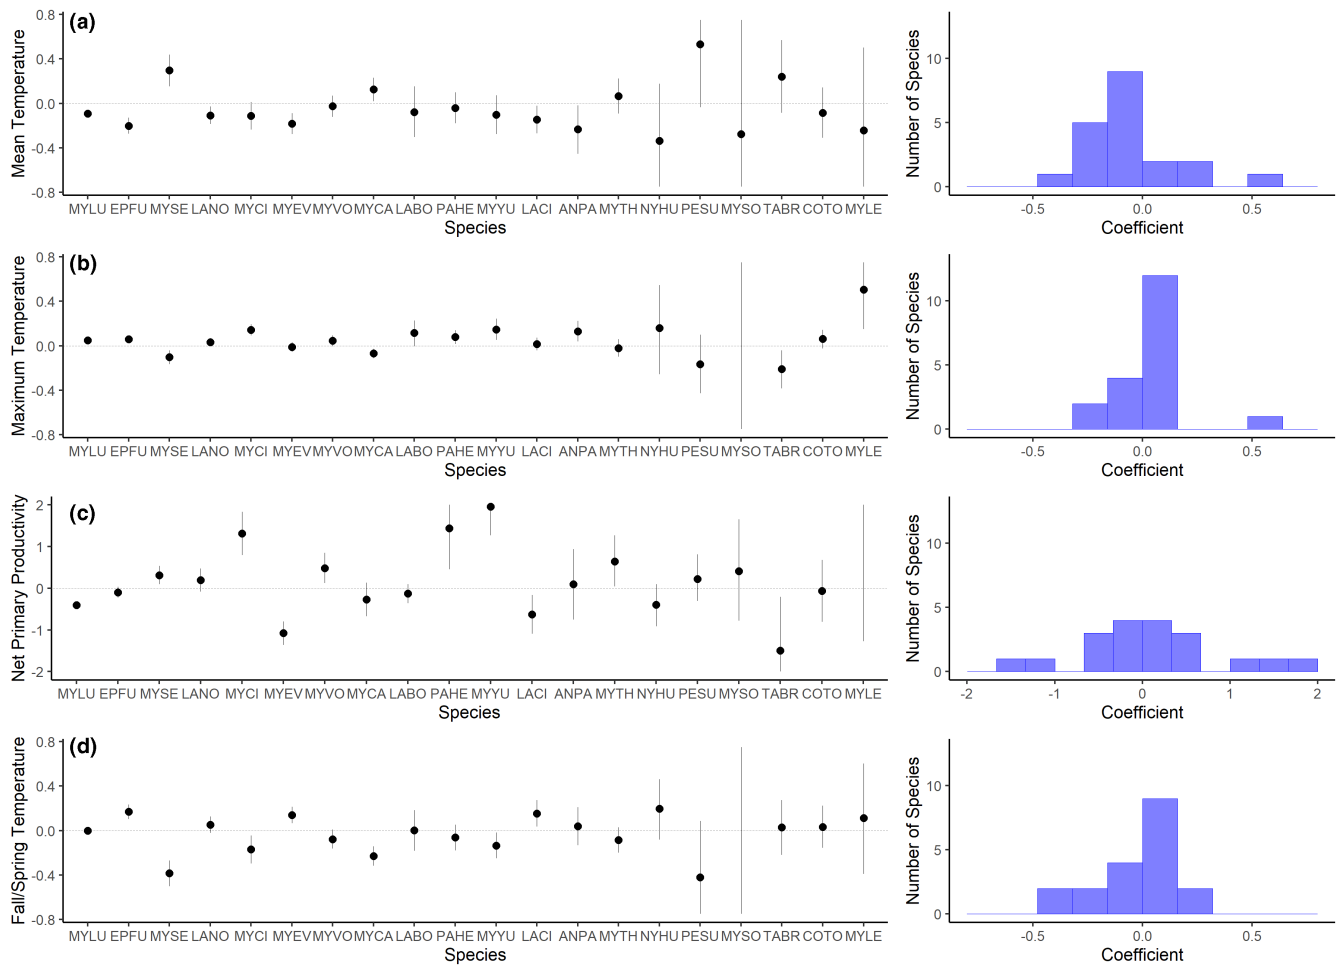 (a)
Mean Temperature
0.8
0.4
0.0
-0.4
-0.8
MYLU EPFU MYSE LANO MYCI MYEV MYVO MYCA LABO PAHE MYYU LACI ANPA MYTH NYHU PESU MYSO TABR COTO MYLE
Species
Number of Species
10
5
0
-0.5 0.0 0.5
Coefficient
(b)
Maximum Temperature
0.8
0.4
0.0
-0.4
-0.8
MYLU EPFU MYSE LANO MYCI MYEV MYVO MYCA LABO PAHE MYYU LACI ANPA MYTH NYHU PESU MYSO TABR COTO MYLE
Species
Number of Species
10
5
0
-0.5 0.0 0.5
Coefficient
(c)
Net Primary Productivity
2
1
0
-1
-2
MYLU EPFU MYSE LANO MYCI MYEV MYVO MYCA LABO PAHE MYYU LACI ANPA MYTH NYHU PESU MYSO TABR COTO MYLE
Species
Number of Species
10
5
0
-2 -1 0 1 2
Coefficient
(d)
Fall/Spring Temperature
0.8
0.4
0.0
-0.4
-0.8
MYLU EPFU MYSE LANO MYCI MYEV MYVO MYCA LABO PAHE MYYU LACI ANPA MYTH NYHU PESU MYSO TABR COTO MYLE
Species
Number of Species
10
5
0
-0.5 0.0 0.5
Coefficient